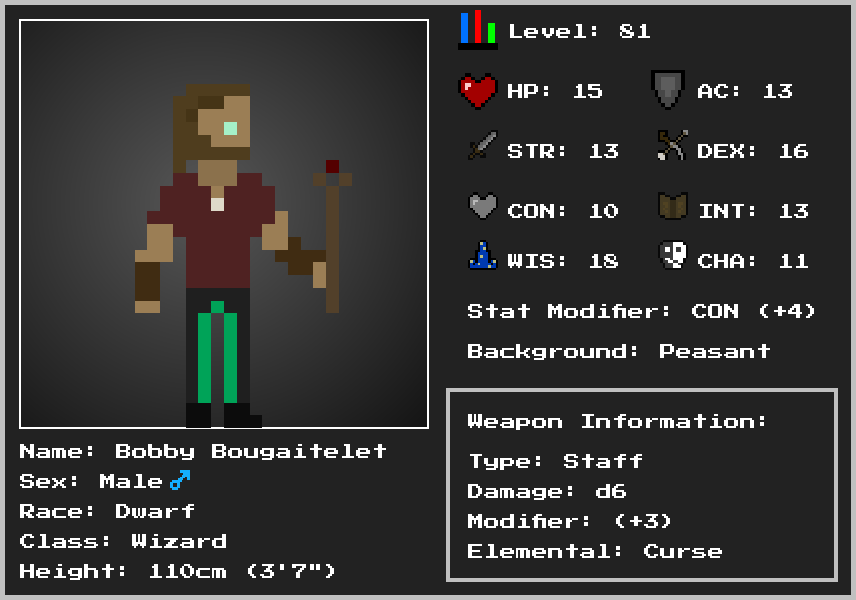 Level: 81
HP: 15 AC: 13
STR: 13 DEX: 16
CON: 10 INT: 13
WIS: 18 CHA: 11
Stat Modifier: CON (+4)
Background: Peasant
Weapon Information:
Type: Staff
Damage: d6
Modifier: (+3)
Elemental: Curse
Name: Bobby Bougaitelet
Sex: Male ♂
Race: Dwarf
Class: Wizard
Height: 110cm (3'7")